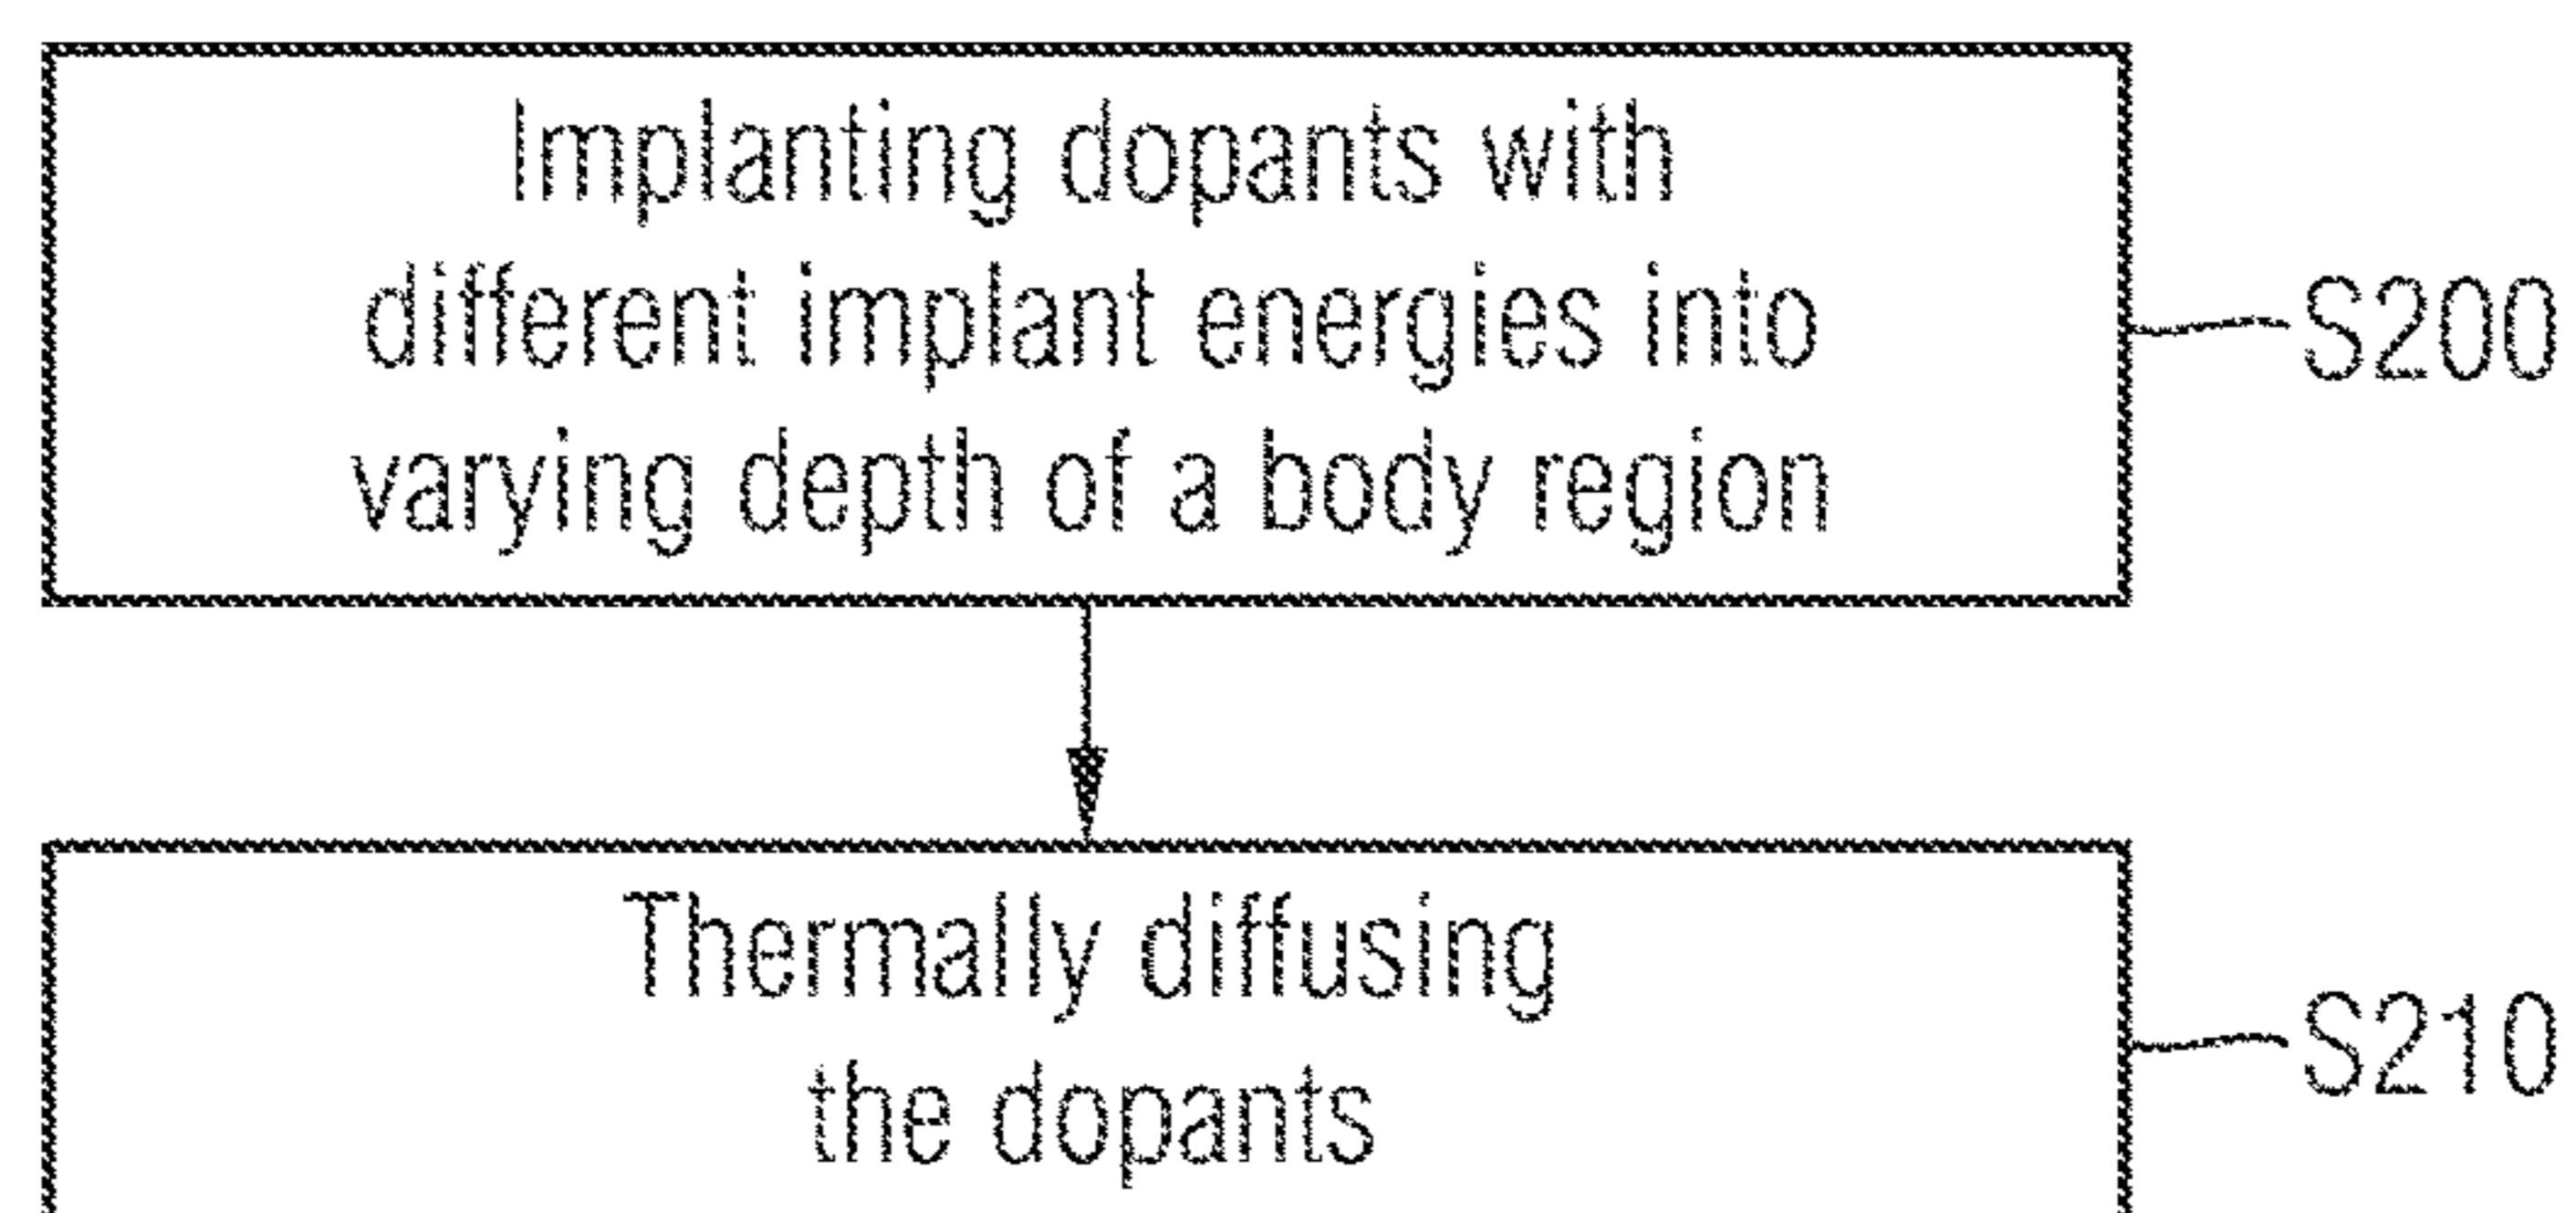 Implanting dopants with
different implant energies into
varying depth of a body region
S200
Thermally diffusing
the dopants
S210